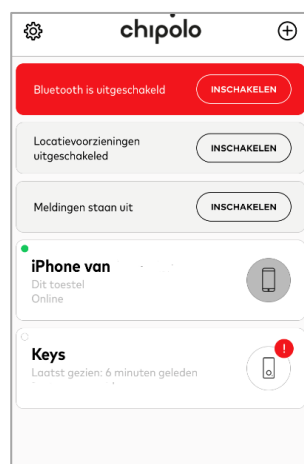 chipolo
Bluetooth is uitgeschakeld
INSCHAKELEN
Locatievoorzieningen
uitgeschakeled
INSCHAKELEN
Meldingen staan uit
INSCHAKELEN
iPhone van
Dit toestel
Online
Keys
!
Laatst gezien: 6 minuten geleden